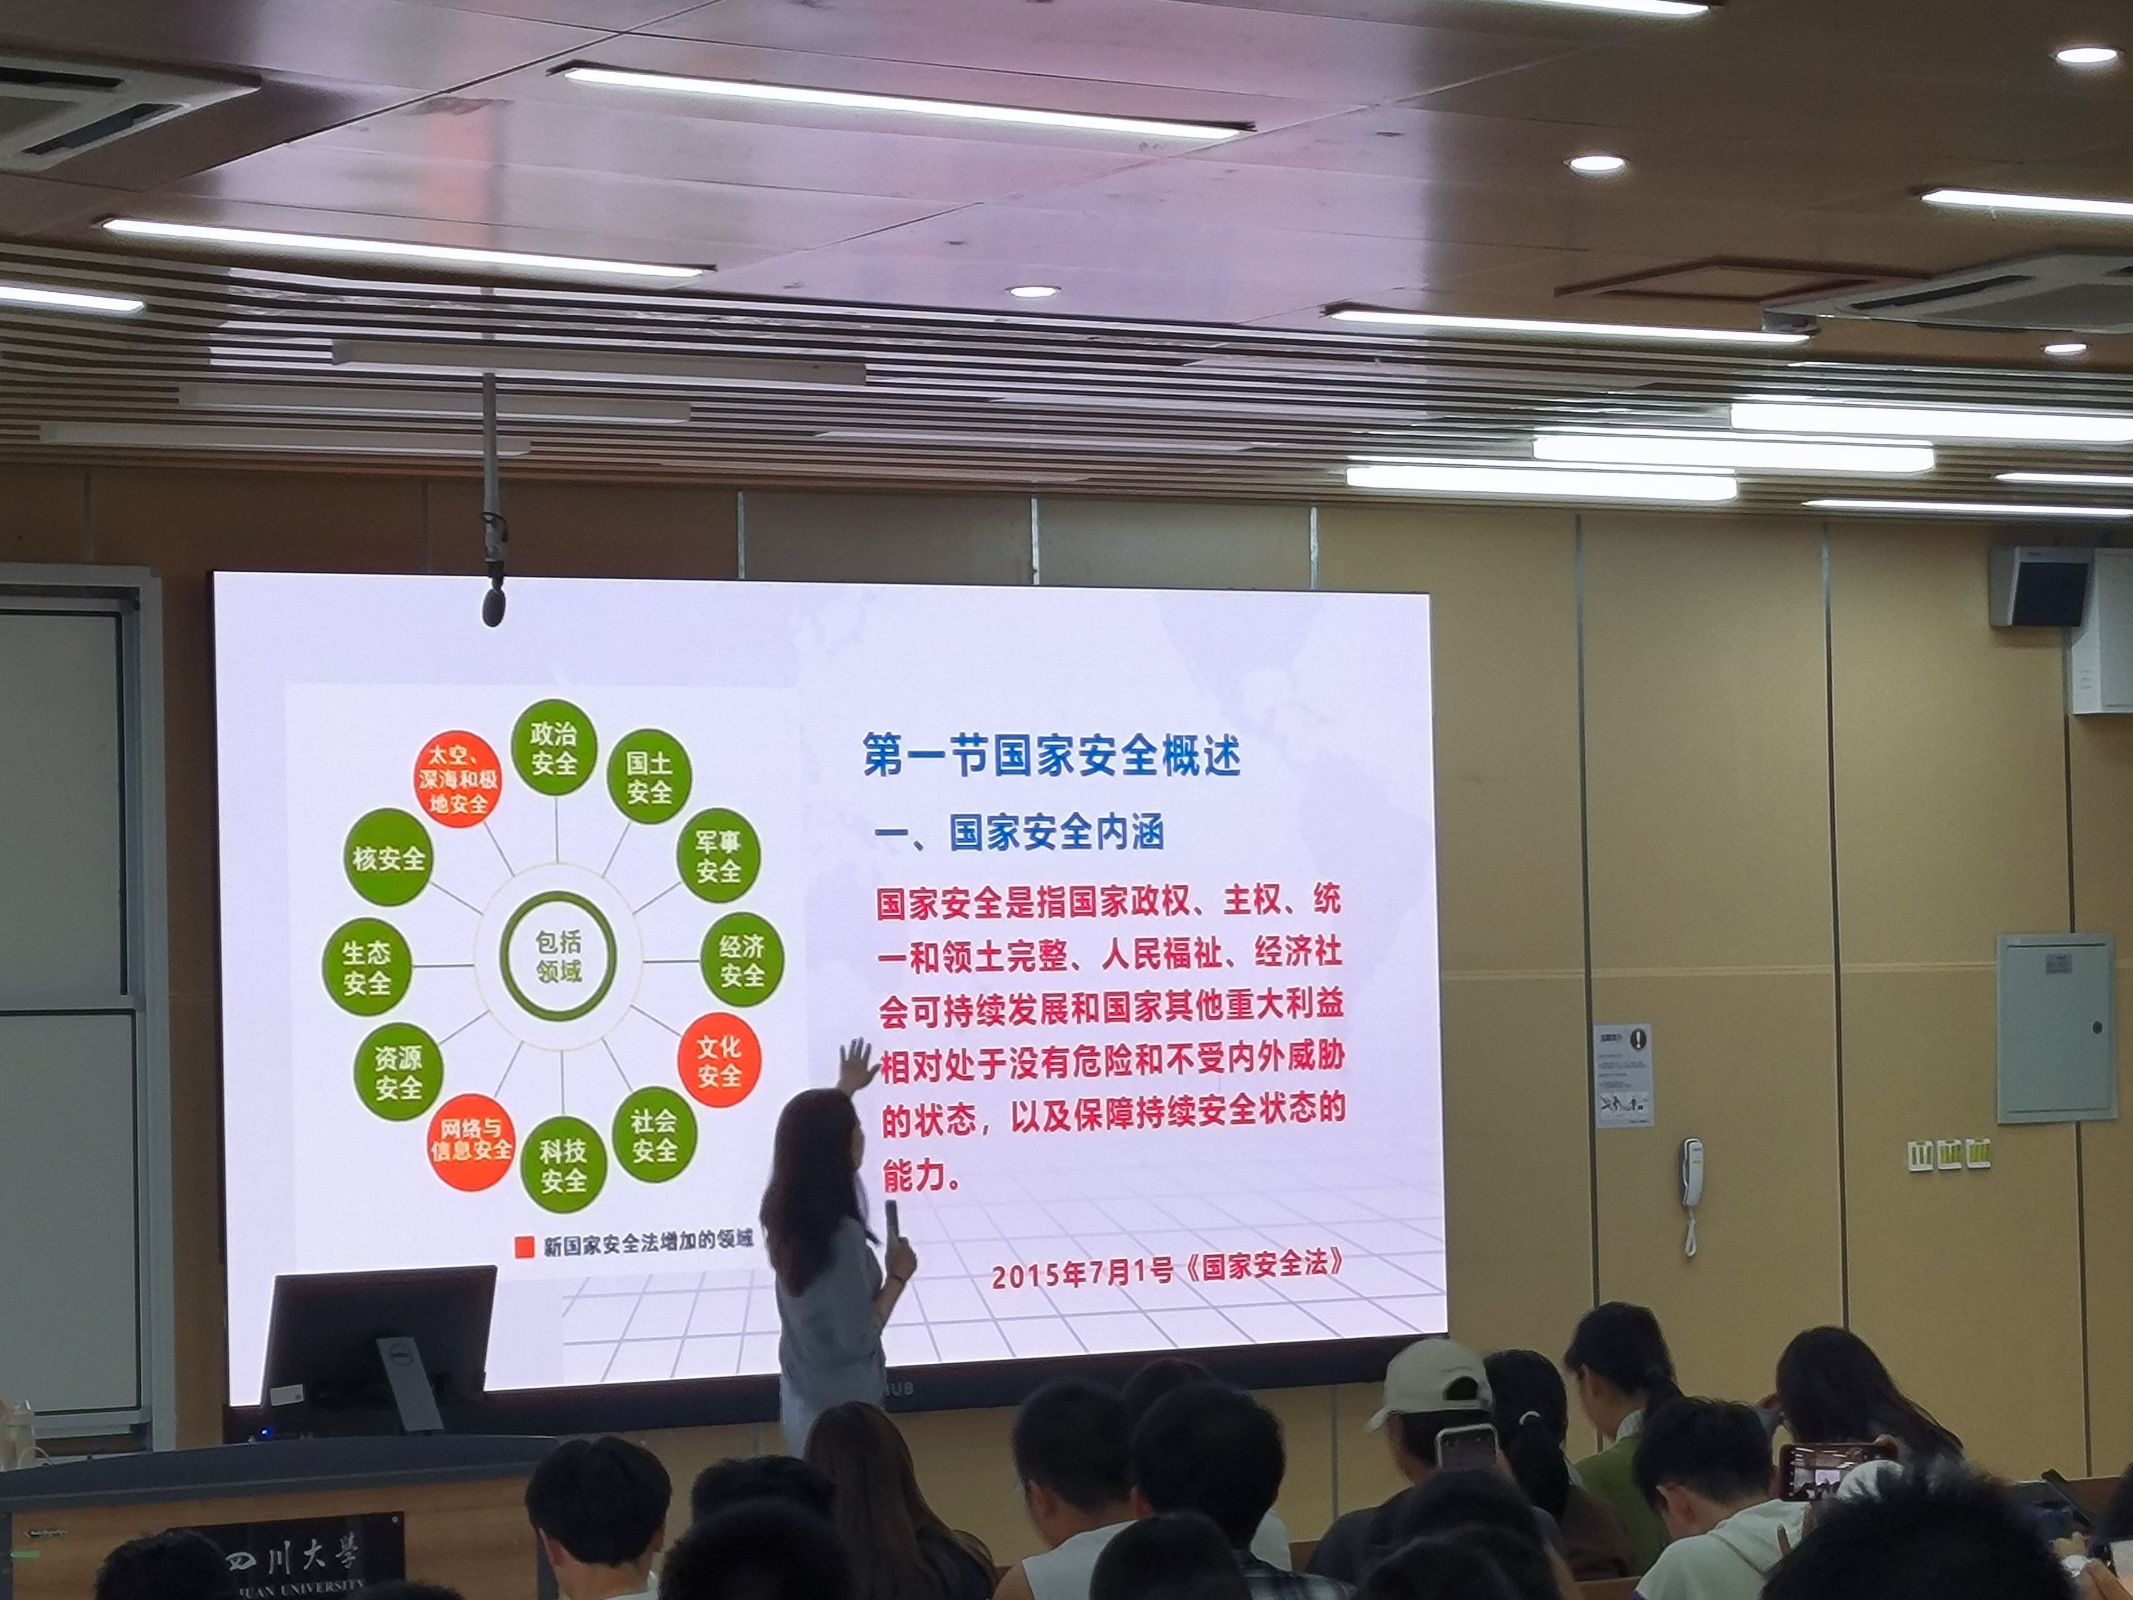 政治
安全
国土
安全
军事
安全
经济
安全
文化
安全
社会
安全
科技
安全
网络与
信息安全
资源
安全
生态
安全
核安全
太空、
深海和极
地安全
包括
领域
新国家安全法增加的领域
第一节国家安全概述
一、国家安全内涵
国家安全是指国家政权、主权、统
一和领土完整、人民福祉、经济社
会可持续发展和国家其他重大利益
相对处于没有危险和不受内外威胁
的状态，以及保障持续安全状态的
能力。
2015年7月1号《国家安全法》
DELL
HUB
四川大學
UNIVERSITY